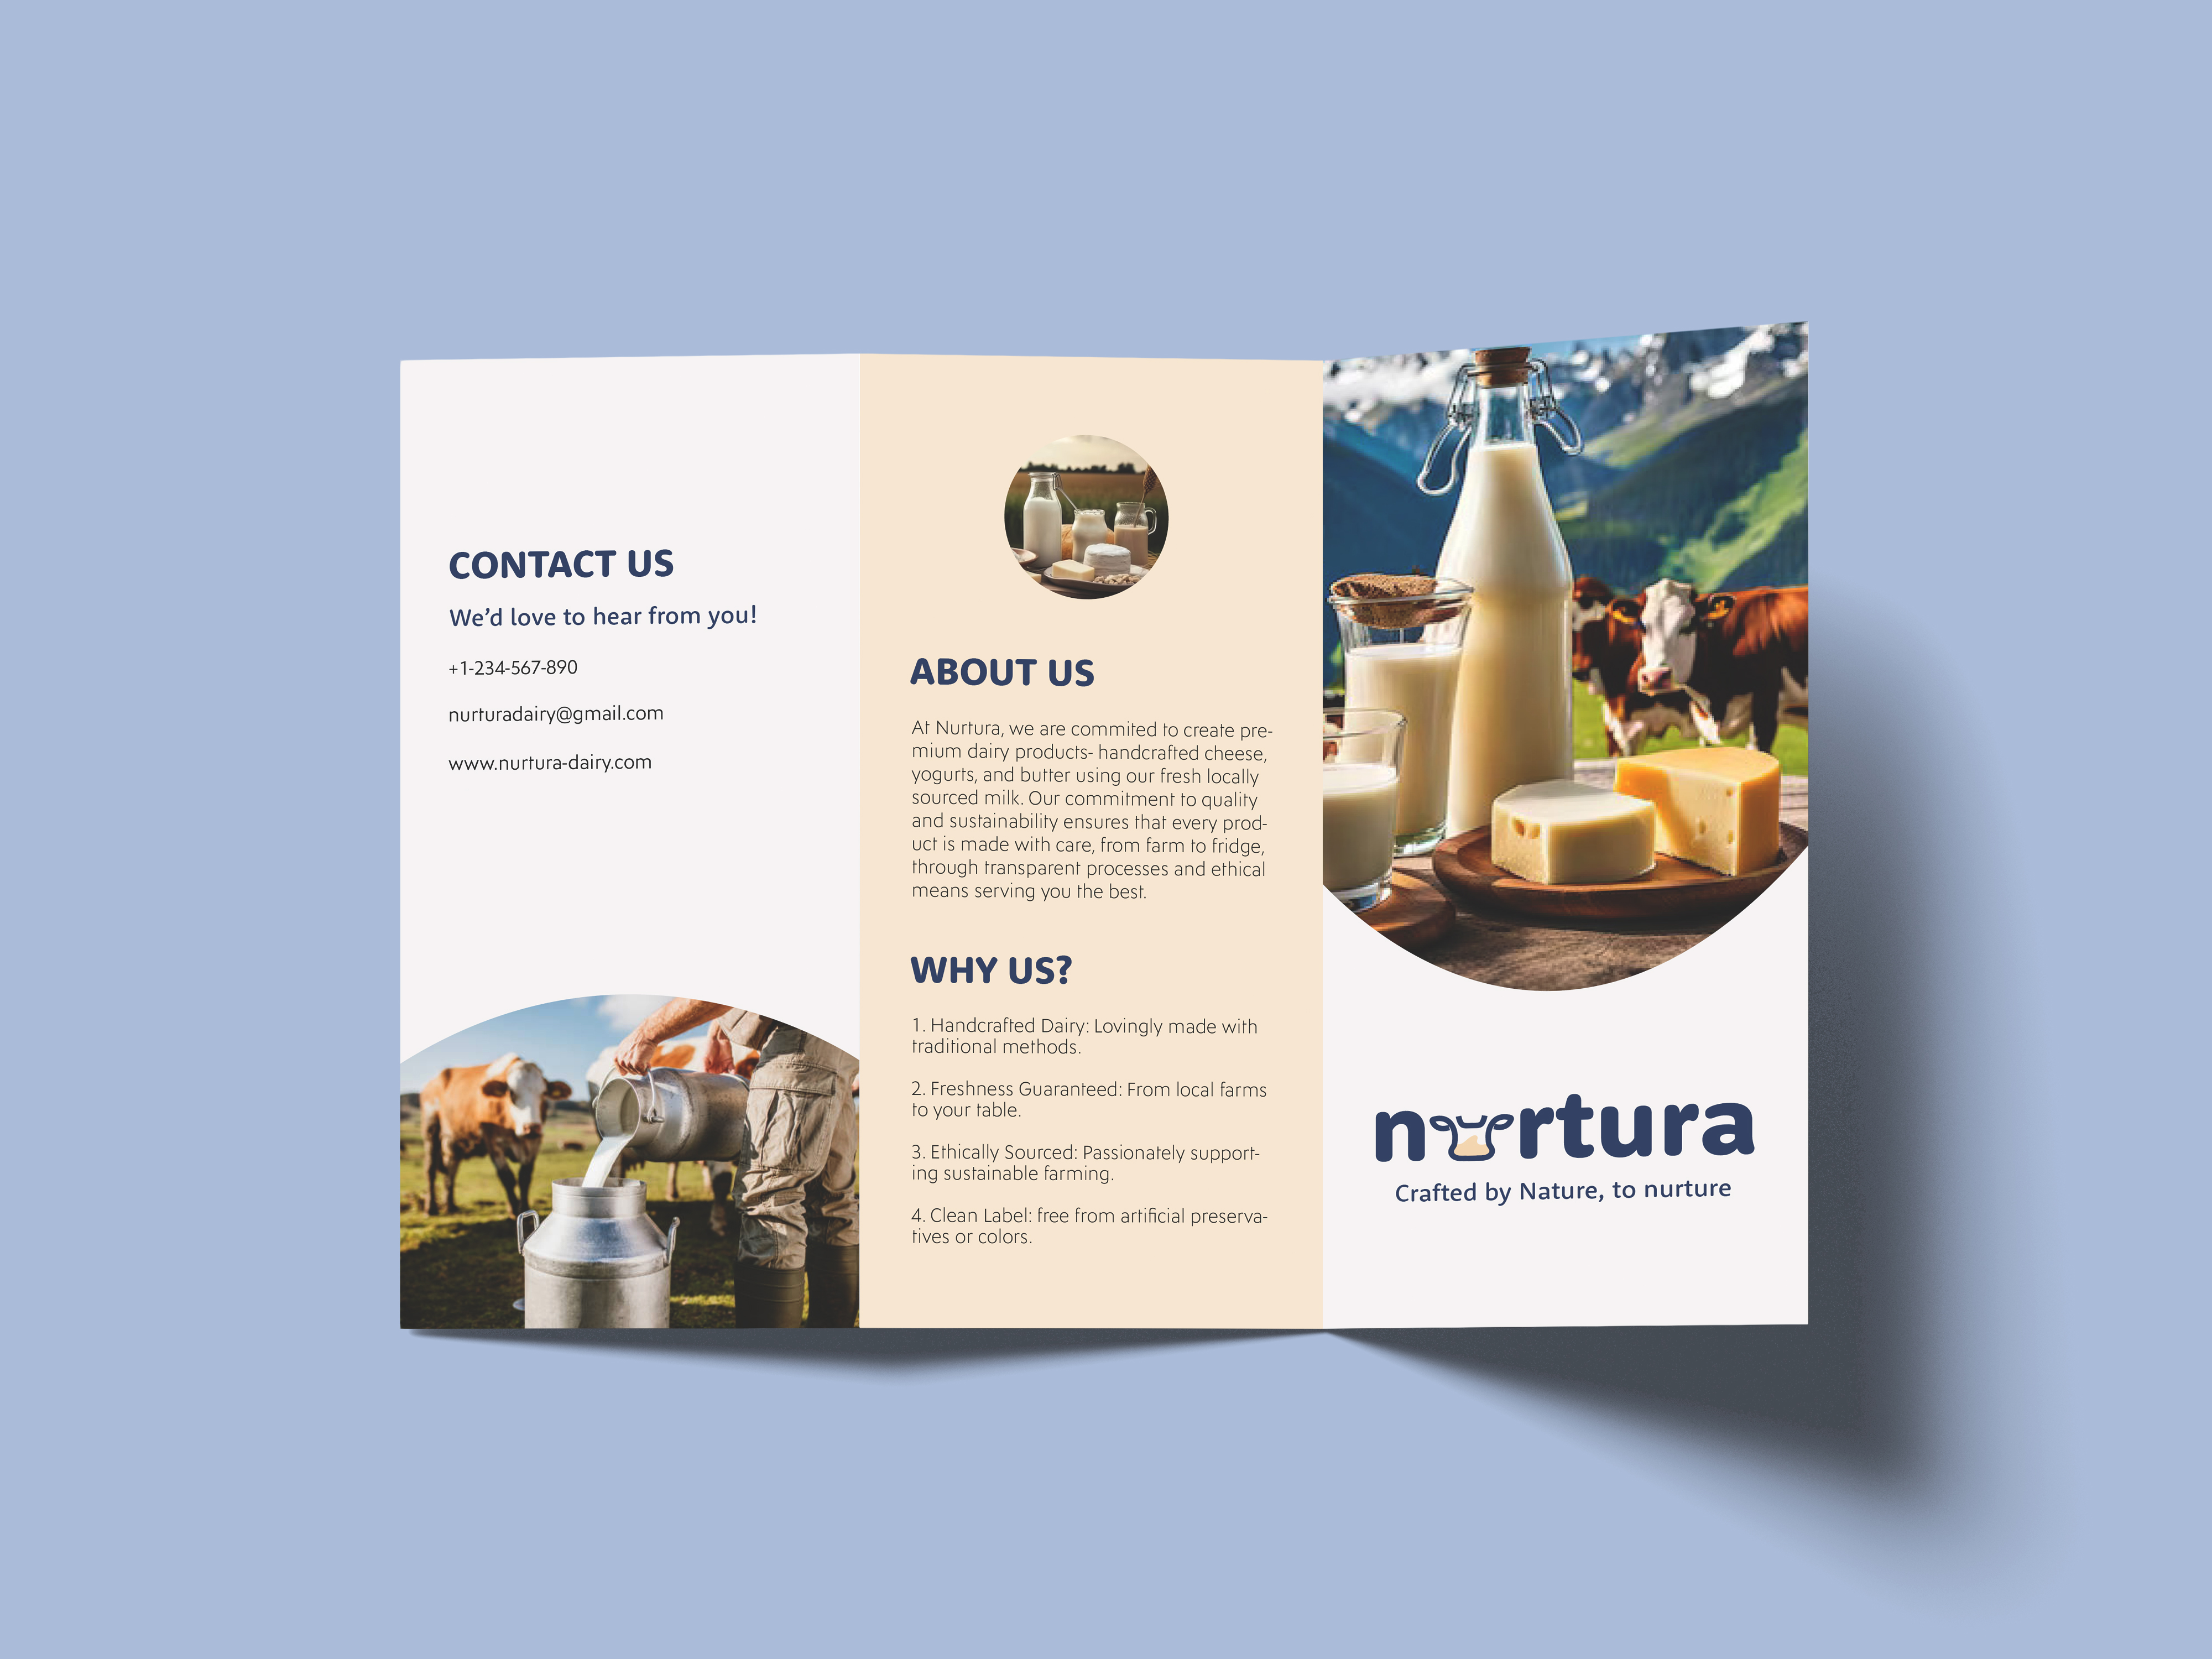 CONTACT US
We'd love to hear from you!
+1-234-567-890
nurturadairy@gmail.com
www.nurtura-dairy.com
ABOUT US
At Nurtura, we are commited to create pre-
mium dairy products- handcrafted cheese,
yogurts, and butter using our fresh locally
sourced milk. Our commitment to quality
and sustainability ensures that every prod-
uct is made with care, from farm to fridge,
through transparent processes and ethical
means serving you the best.
WHY US?
1. Handcrafted Dairy: Lovingly made with
traditional methods.
2. Freshness Guaranteed: From local farms
to your table.
3. Ethically Sourced: Passionately support-
ing sustainable farming.
4. Clean Label: free from artificial preserva-
tives or colors.
nurtura
Crafted by Nature, to nurture